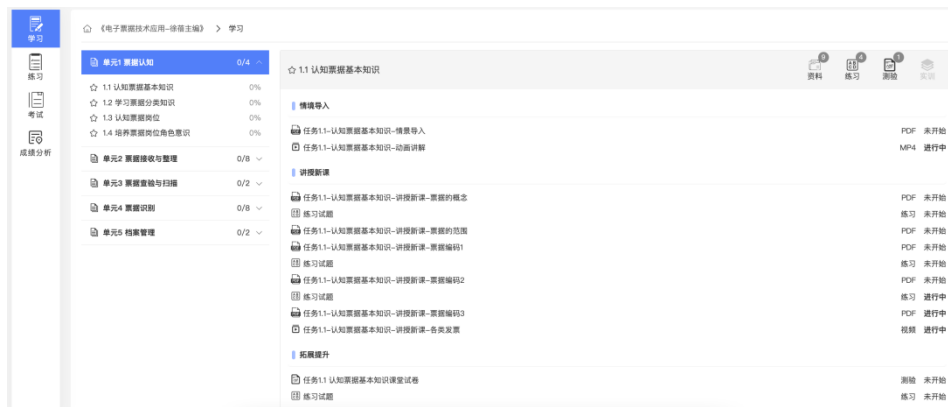 学习
练习
考试
成绩分析
《电子票据技术应用-徐蓓主编》 > 学习
单元1 票据认知 0/4
1.1 认知票据基本知识 0%
1.2 学习票据分类知识 0%
1.3 认知票据岗位 0%
1.4 培养票据岗位角色意识 0%
单元2 票据接收与整理 0/8
单元3 票据查验与扫描 0/2
单元4 票据识别 0/8
单元5 档案管理 0/2
1.1 认知票据基本知识
9 4 1
资料 练习 测验 实训
情境导入
任务1.1-认知票据基本知识-情景导入 PDF 未开始
任务1.1-认知票据基本知识-动画讲解 MP4 进行中
讲授新课
任务1.1-认知票据基本知识-讲授新课-票据的概念 PDF 未开始
练习试题 练习 未开始
任务1.1-认知票据基本知识-讲授新课-票据的范围 PDF 未开始
任务1.1-认知票据基本知识-讲授新课-票据编码1 PDF 未开始
练习试题 练习 未开始
任务1.1-认知票据基本知识-讲授新课-票据编码2 PDF 未开始
练习试题 练习 进行中
任务1.1-认知票据基本知识-讲授新课-票据编码3 PDF 进行中
任务1.1-认知票据基本知识-讲授新课-各类发票 视频 进行中
拓展提升
任务1.1 认知票据基本知识课堂试卷 测验 未开始
练习试题 练习 未开始